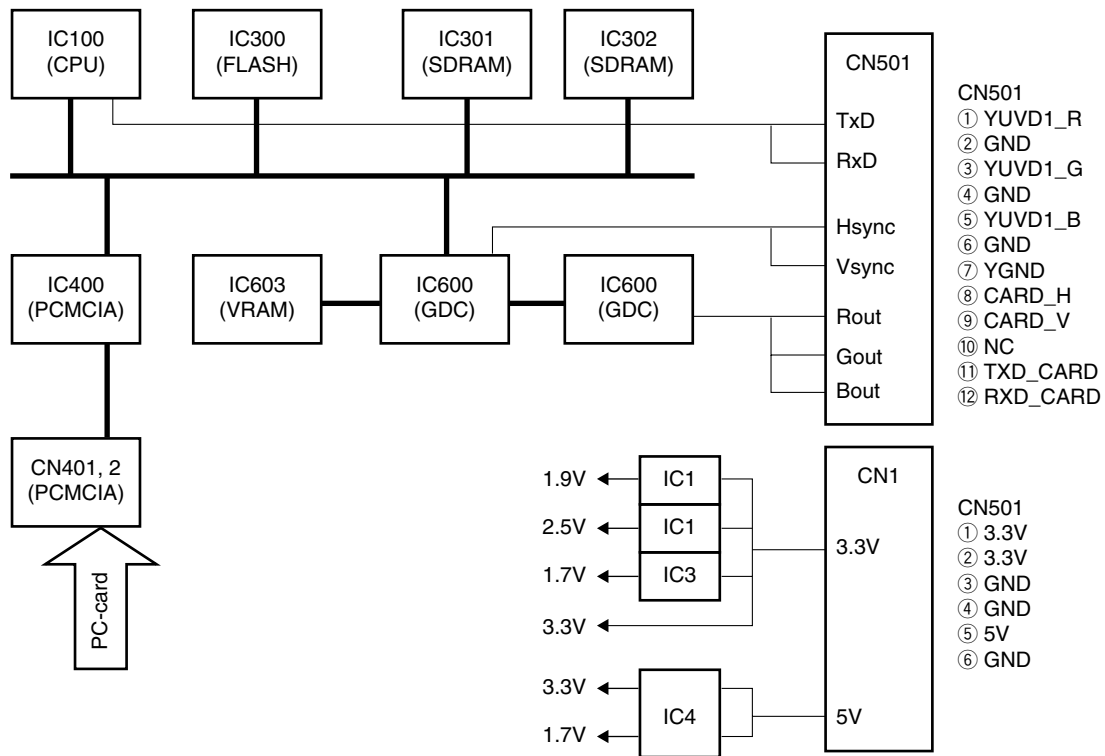 IC100
(CPU)
IC300
(FLASH)
IC301
(SDRAM)
IC302
(SDRAM)
CN501
TxD
RxD
Hsync
Vsync
Rout
Gout
Bout
CN501
① YUVD1_R
② GND
③ YUVD1_G
④ GND
⑤ YUVD1_B
⑥ GND
⑦ YGND
⑧ CARD_H
⑨ CARD_V
⑩ NC
⑪ TXD_CARD
⑫ RXD_CARD
IC400
(PCMCIA)
IC603
(VRAM)
IC600
(GDC)
IC600
(GDC)
CN401, 2
(PCMCIA)
PC-card
1.9V
IC1
2.5V
IC1
1.7V
IC3
3.3V
3.3V
1.7V
IC4
CN1
3.3V
5V
CN501
① 3.3V
② 3.3V
③ GND
④ GND
⑤ 5V
⑥ GND